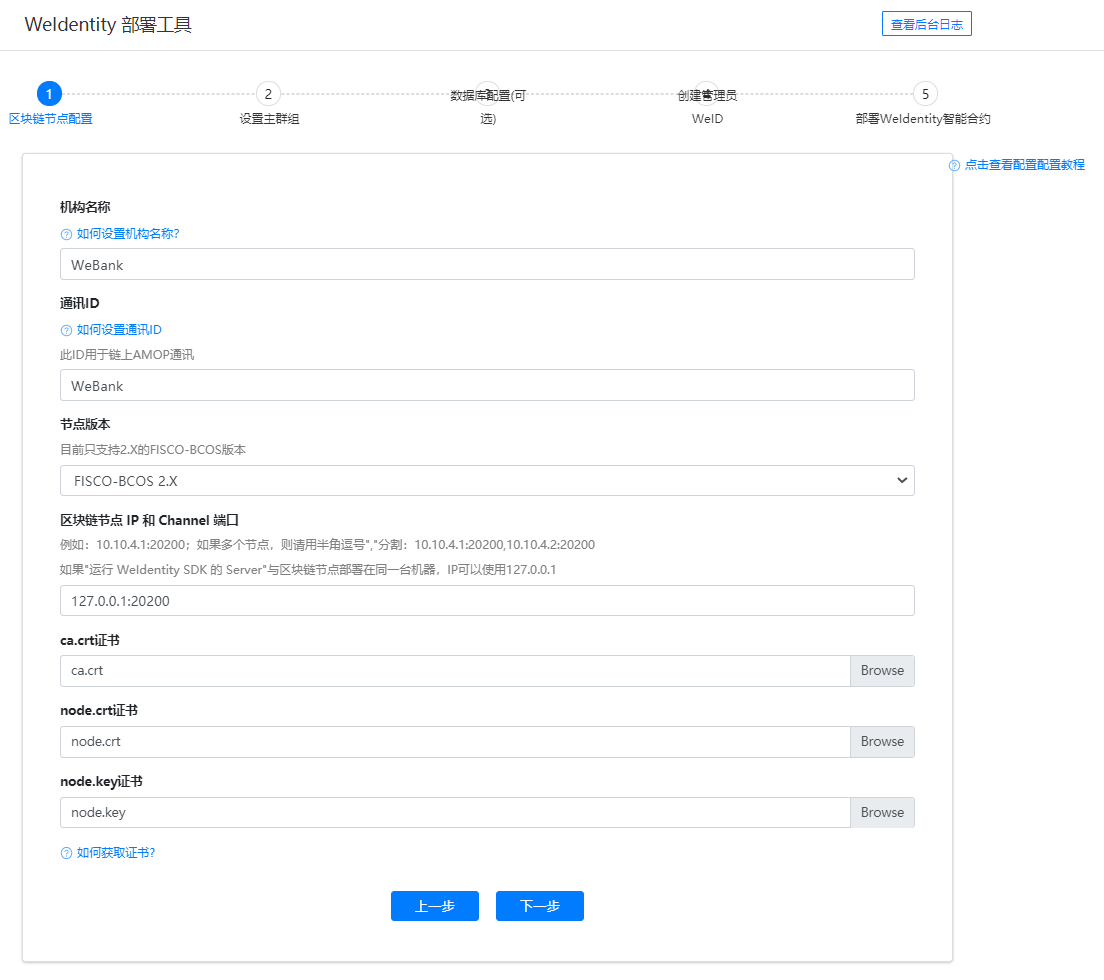 WeIdentity 部署工具
查看后台日志
1
2
5
区块链节点配置
设置主群组
数据库配置(可
选)
创建管理员
WeID
部署WeIdentity智能合约
点击查看配置配置教程
机构名称
如何设置机构名称?
WeBank
通讯ID
如何设置通讯ID
此ID用于链上AMOP通讯
WeBank
节点版本
目前只支持2.X的FISCO-BCOS版本
FISCO-BCOS 2.X
区块链节点 IP 和 Channel 端口
例如：10.10.4.1:20200；如果多个节点，则请用半角逗号","分割：10.10.4.1:20200,10.10.4.2:20200
如果"运行 WeIdentity SDK 的 Server"与区块链节点部署在同一台机器，IP可以使用127.0.0.1
127.0.0.1:20200
ca.crt证书
ca.crt
Browse
node.crt证书
node.crt
Browse
node.key证书
node.key
Browse
如何获取证书?
上一步
下一步